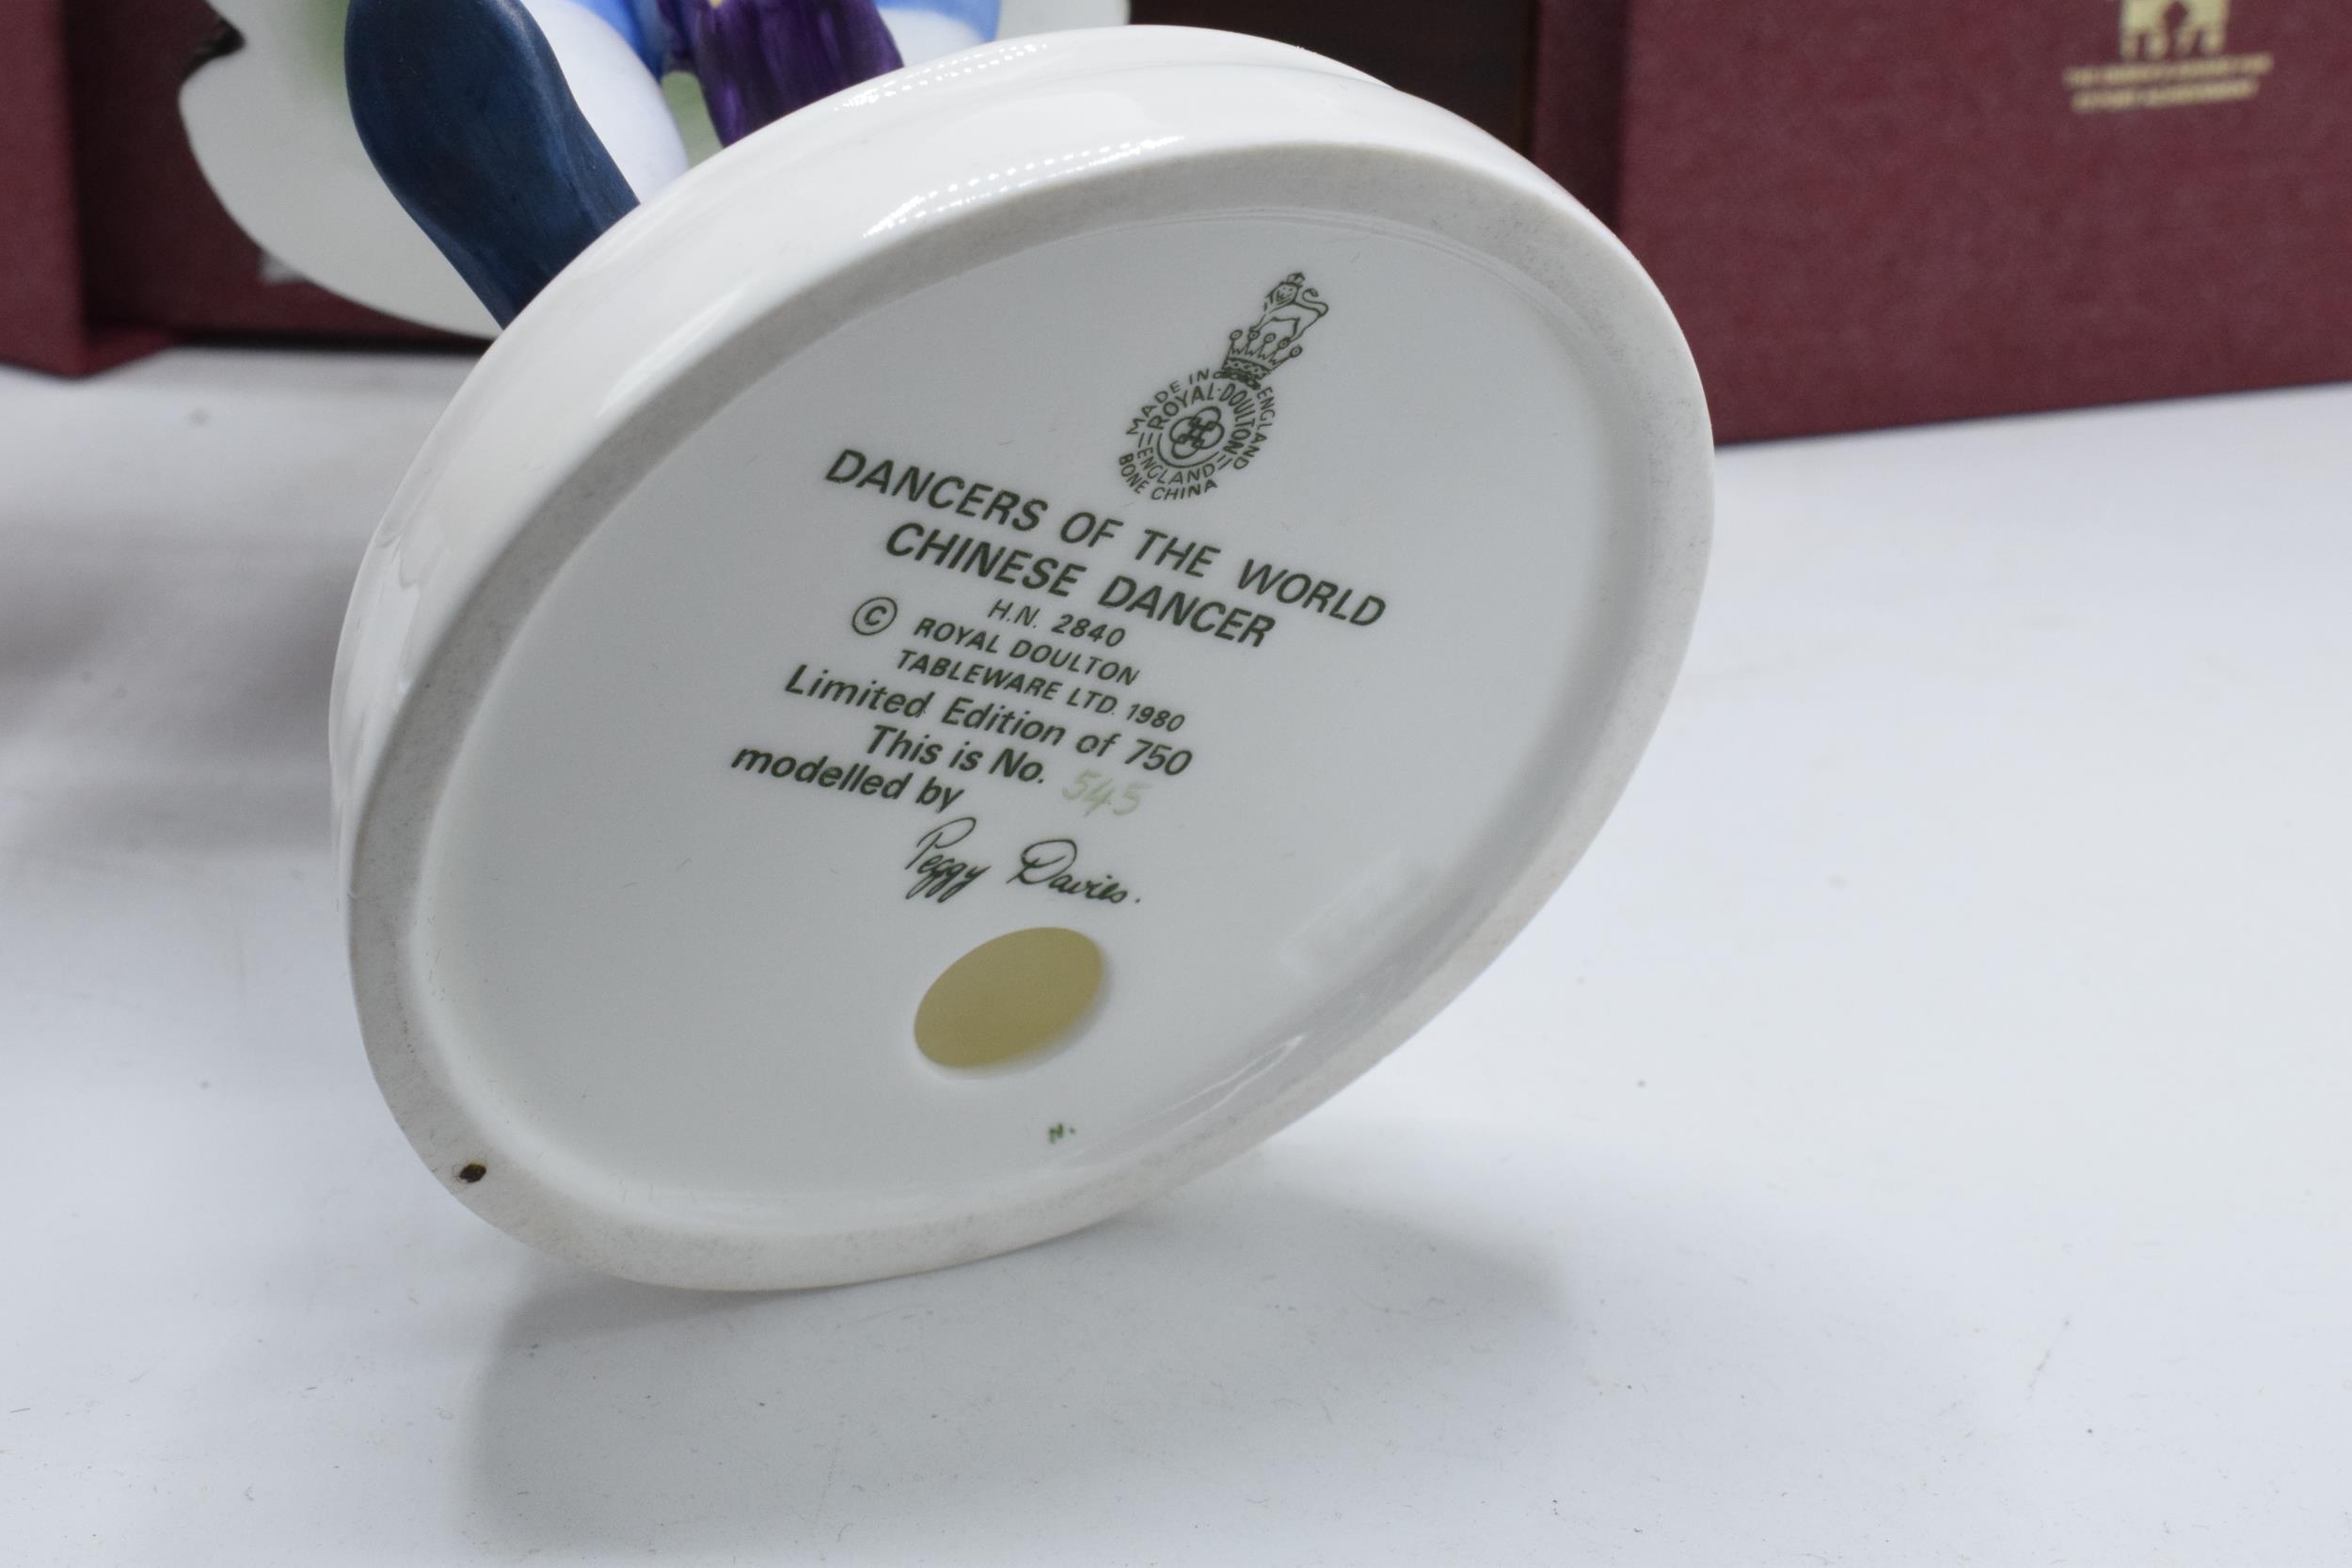 1978
MADE IN ENGLAND
ROYAL·DOULTON
ENGLAND
BONE CHINA
DANCERS OF THE WORLD
CHINESE DANCER
H.N. 2840
© ROYAL DOULTON
TABLEWARE LTD. 1980
Limited Edition of 750
This is No. 545
modelled by
Peggy Davies.
N.